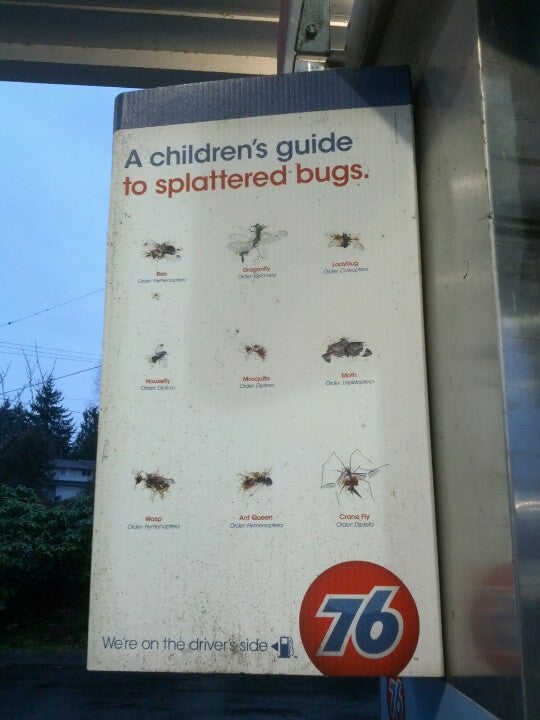 A children's guide
to splattered bugs.
Bee
Order: Hymenoptera
Dragonfly
Order: Odonata
Ladybug
Order: Coleoptera
Housefly
Order: Diptera
Mosquito
Order: Diptera
Moth
Order: Lepidoptera
Wasp
Order: Hymenoptera
Ant Queen
Order: Hymenoptera
Crane Fly
Order: Diptera
We're on the driver's side
76
76